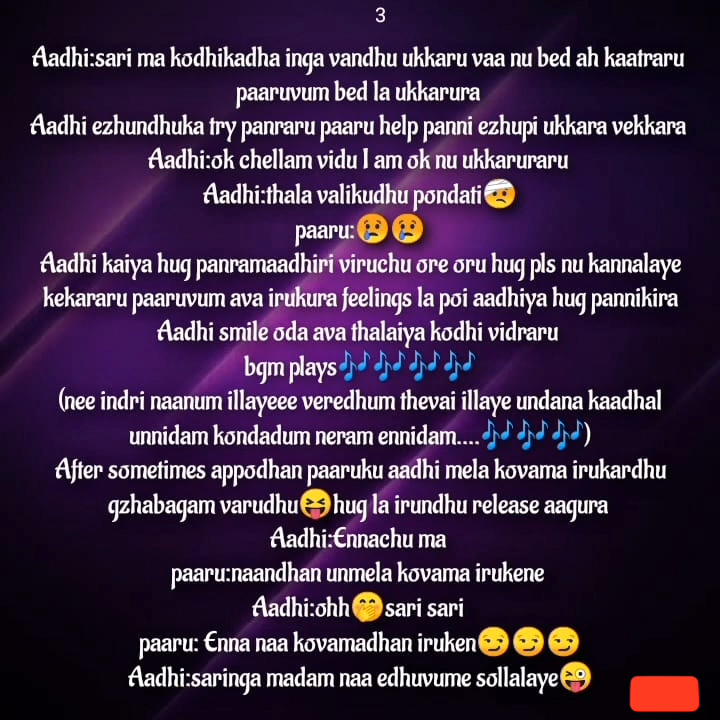 3
Aadhi:sari ma kodhikadha inga vandhu ukkaru vaa nu bed ah kaatraru
paaruvum bed la ukkarura
Aadhi ezhundhuka try panraru paaru help panni ezhupi ukkara vekkara
Aadhi:ok chellam vidu I am ok nu ukkaruraru
Aadhi:thala valikudhu pondati🤕
paaru:😢😢
Aadhi kaiya hug panramaadhiri viruchu ore oru hug pls nu kannalaye
kekararu paaruvum ava irukura feelings la poi aadhiya hug pannikira
Aadhi smile oda ava thalaiya kodhi vidraru
bgm plays🎶🎶🎶🎶
(nee indri naanum illayeee veredhum thevai illaye undana kaadhal
unnidam kondadum neram ennidam....🎶🎶🎶)
After sometimes appodhan paaruku aadhi mela kovama irukardhu
gzhabagam varudhu😝hug la irundhu release aagura
Aadhi:Ennachu ma
paaru:naandhan unmela kovama irukene
Aadhi:ohh🤭sari sari
paaru: Enna naa kovamadhan iruken😏😏😏
Aadhi:saringa madam naa edhuvume sollalaye😜